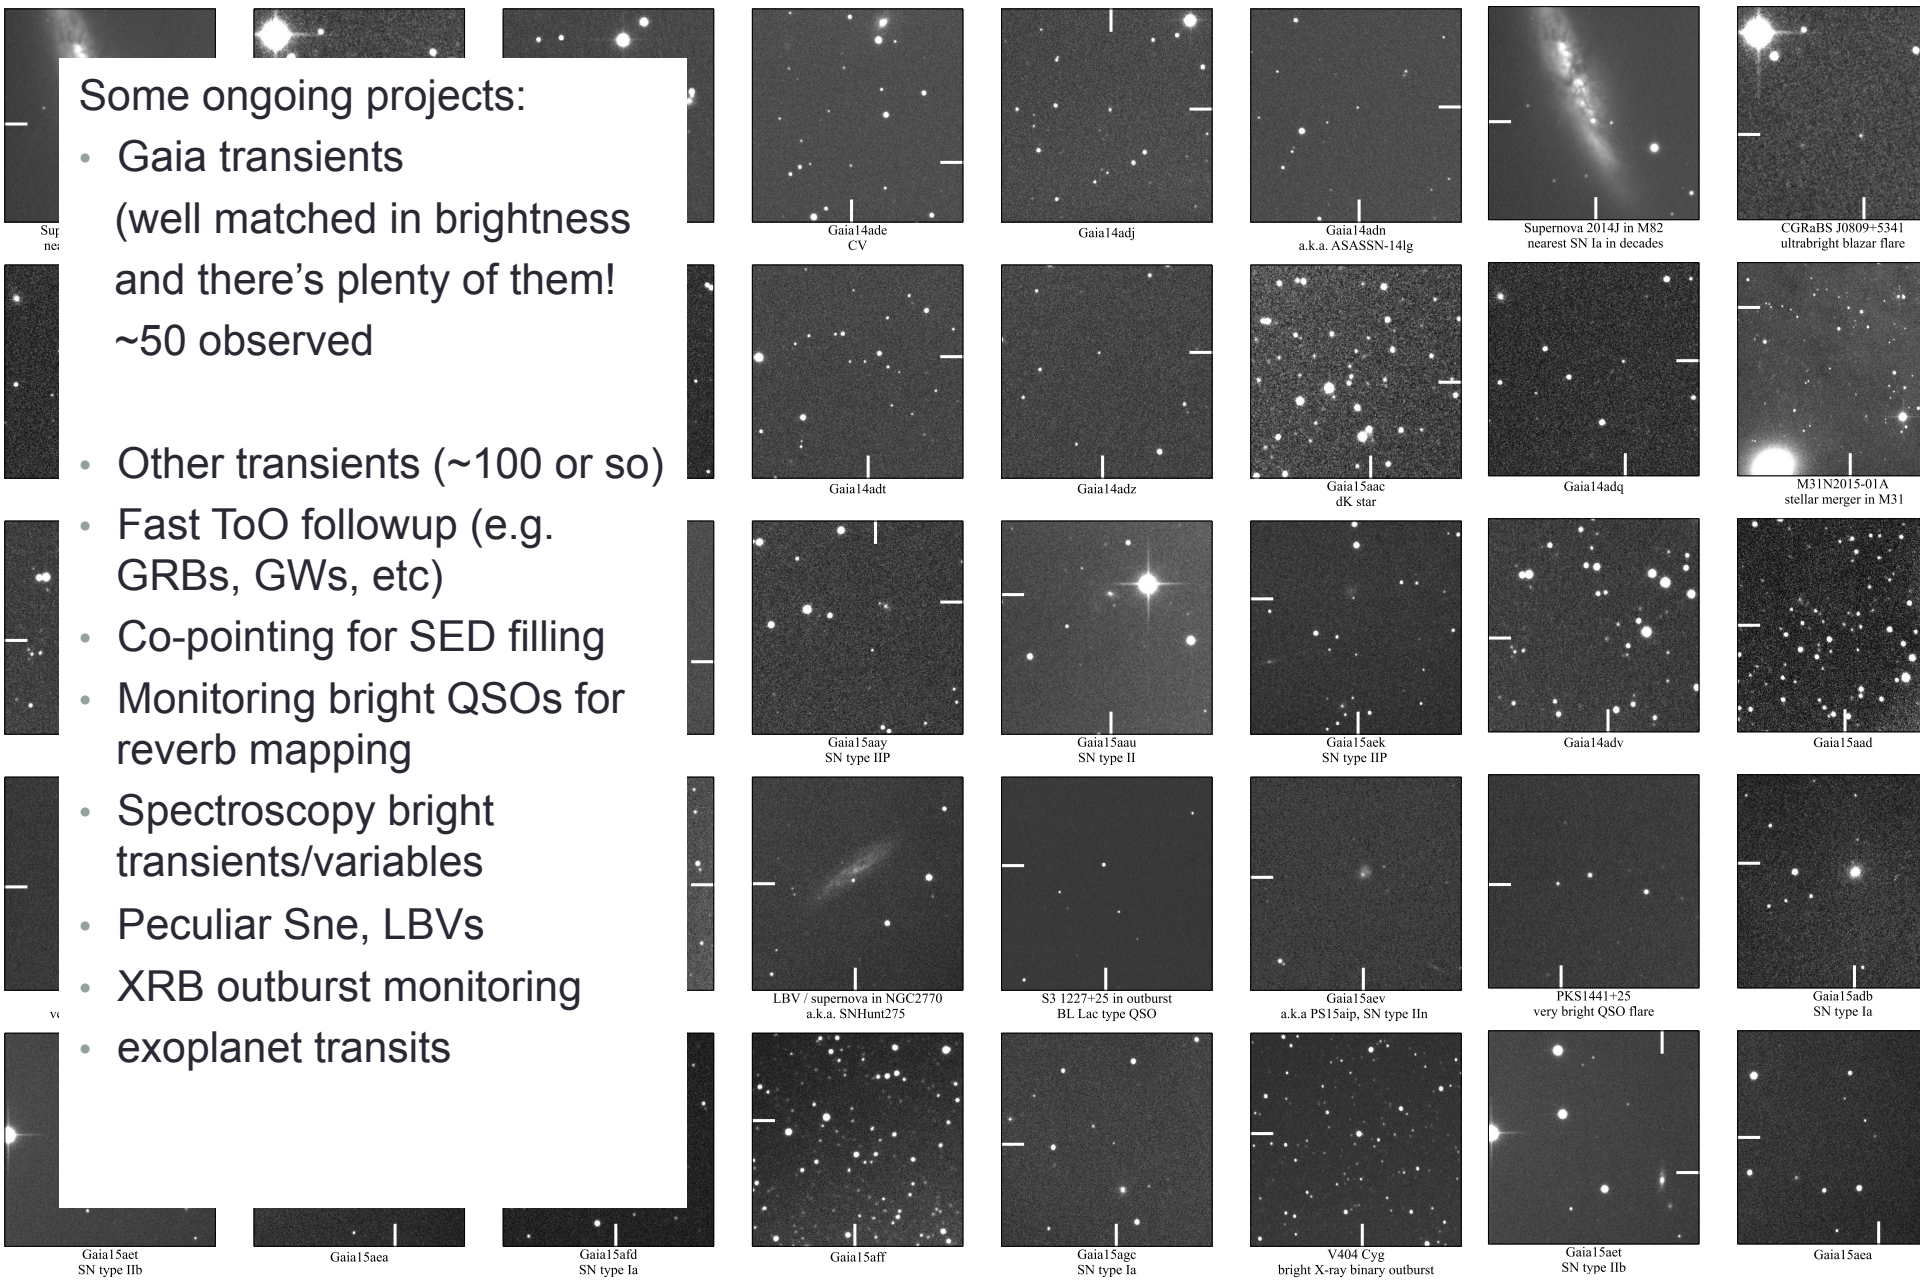 Some ongoing projects:
• Gaia transients
(well matched in brightness
and there’s plenty of them!
~50 observed
• Other transients (~100 or so)
• Fast ToO followup (e.g.
GRBs, GWs, etc)
• Co-pointing for SED filling
• Monitoring bright QSOs for
reverb mapping
• Spectroscopy bright
transients/variables
• Peculiar Sne, LBVs
• XRB outburst monitoring
• exoplanet transits
Gaia14ade
CV
Gaia14adj
Gaia14adn
a.k.a. ASASSN-14lg
Supernova 2014J in M82
nearest SN Ia in decades
CGRaBS J0809+5341
ultrabright blazar flare
Gaia14adt
Gaia14adz
Gaia15aac
dK star
Gaia14adq
M31N2015-01A
stellar merger in M31
Gaia15aay
SN type IIP
Gaia15aau
SN type II
Gaia15aek
SN type IIP
Gaia14adv
Gaia15aad
LBV / supernova in NGC2770
a.k.a. SNHunt275
S3 1227+25 in outburst
BL Lac type QSO
Gaia15aev
a.k.a PS15aip, SN type IIn
PKS1441+25
very bright QSO flare
Gaia15adb
SN type Ia
Gaia15aet
SN type IIb
Gaia15aea
Gaia15afd
SN type Ia
Gaia15aff
Gaia15agc
SN type Ia
V404 Cyg
bright X-ray binary outburst
Gaia15aet
SN type IIb
Gaia15aea